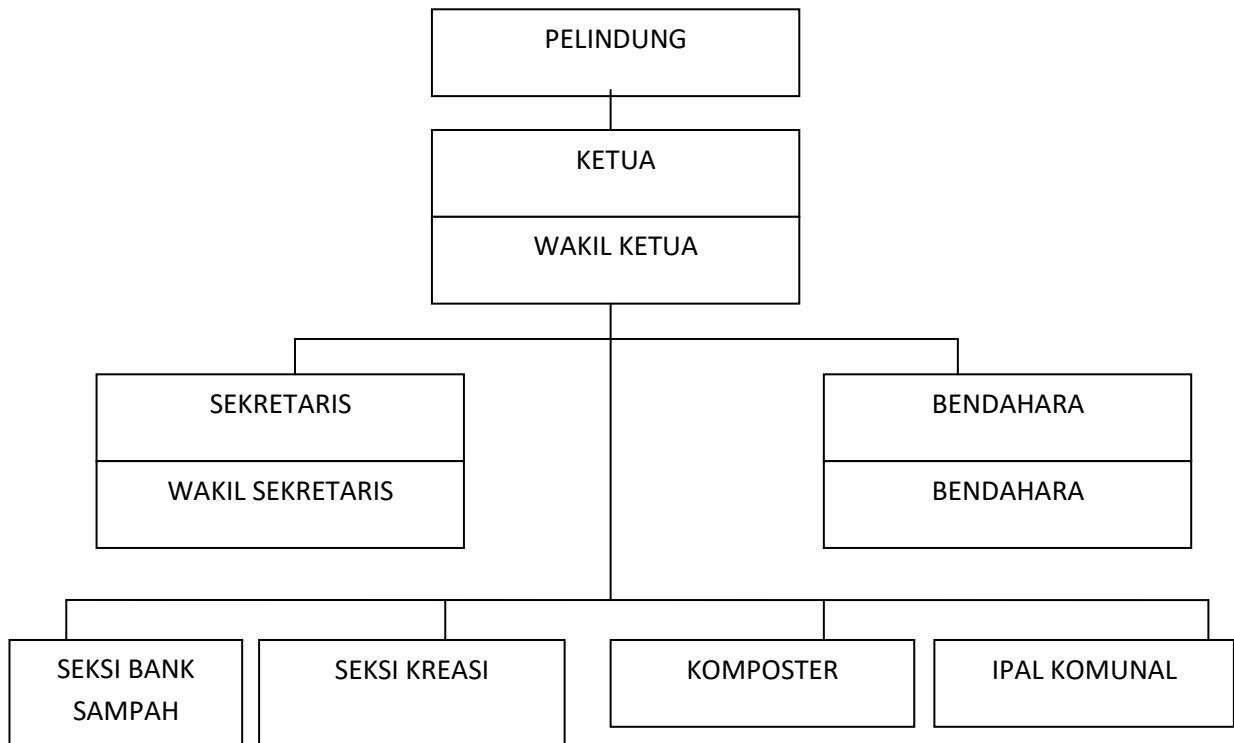 PELINDUNG
KETUA
WAKIL KETUA
SEKRETARIS
BENDAHARA
WAKIL SEKRETARIS
BENDAHARA
SEKSI BANK
SAMPAH
SEKSI KREASI
KOMPOSTER
IPAL KOMUNAL